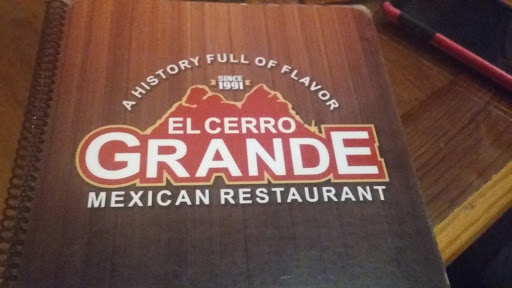 A HISTORY FULL OF FLAVOR
SINCE
1991
EL CERRO
GRANDE
MEXICAN RESTAURANT